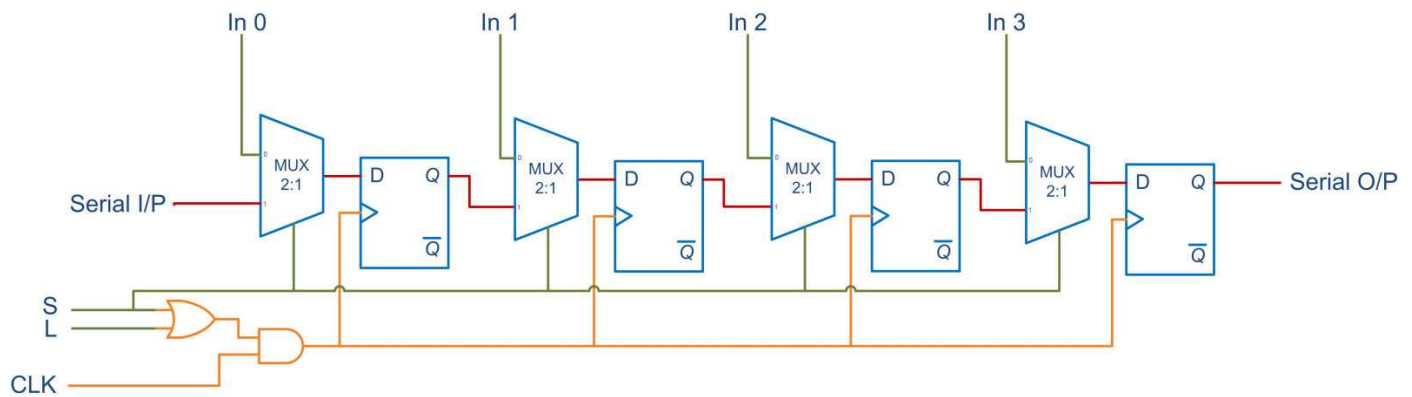 In 0 In 1 In 2 In 3
0 0 0 0
MUX 2:1 MUX 2:1 MUX 2:1 MUX 2:1
D Q D Q D Q D Q
Serial I/P 1 1 1 1 Serial O/P
Q Q Q Q
S
L
CLK